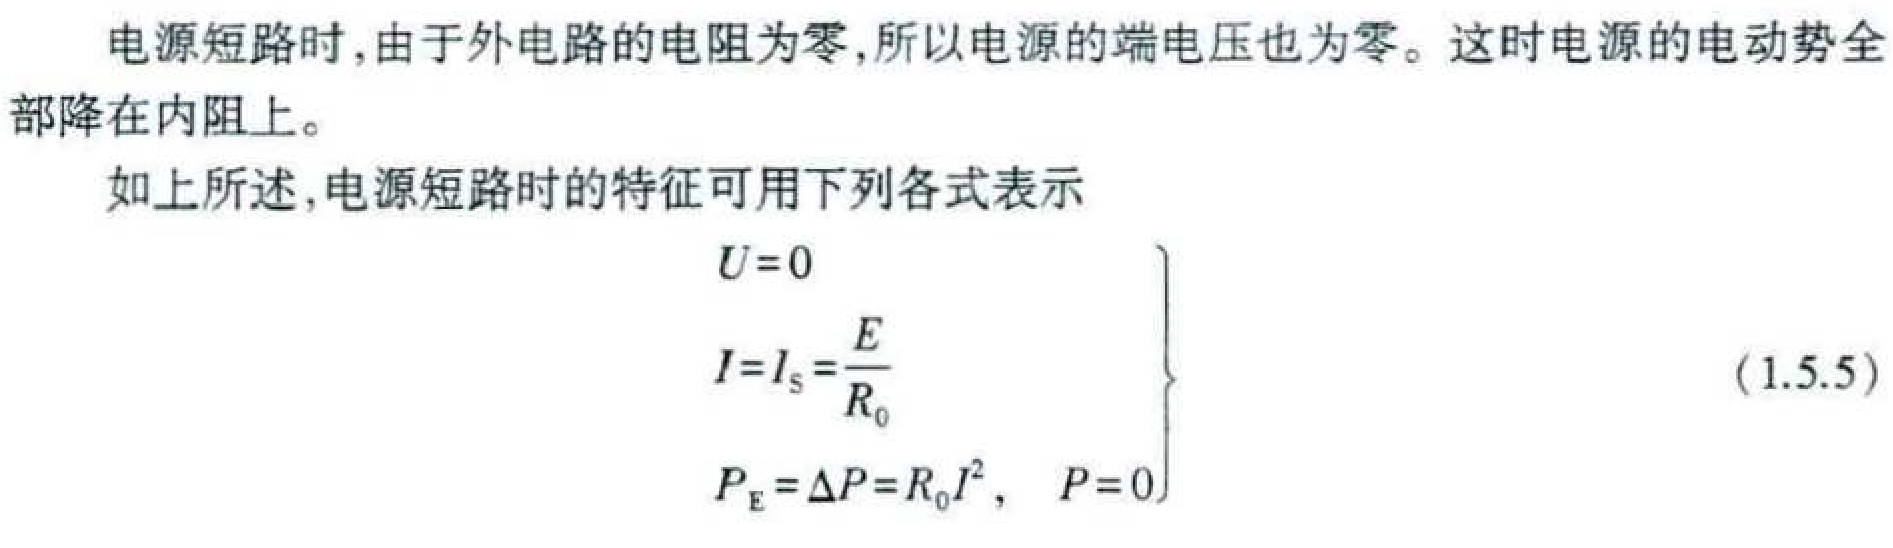 电源短路时,由于外电路的电阻为零,所以电源的端电压也为零。这时电源的电动势全
部降在内阻上。
如上所述,电源短路时的特征可用下列各式表示
U=0
I=I_S=E/R_0 (1.5.5)
P_E=ΔP=R_0I², P=0